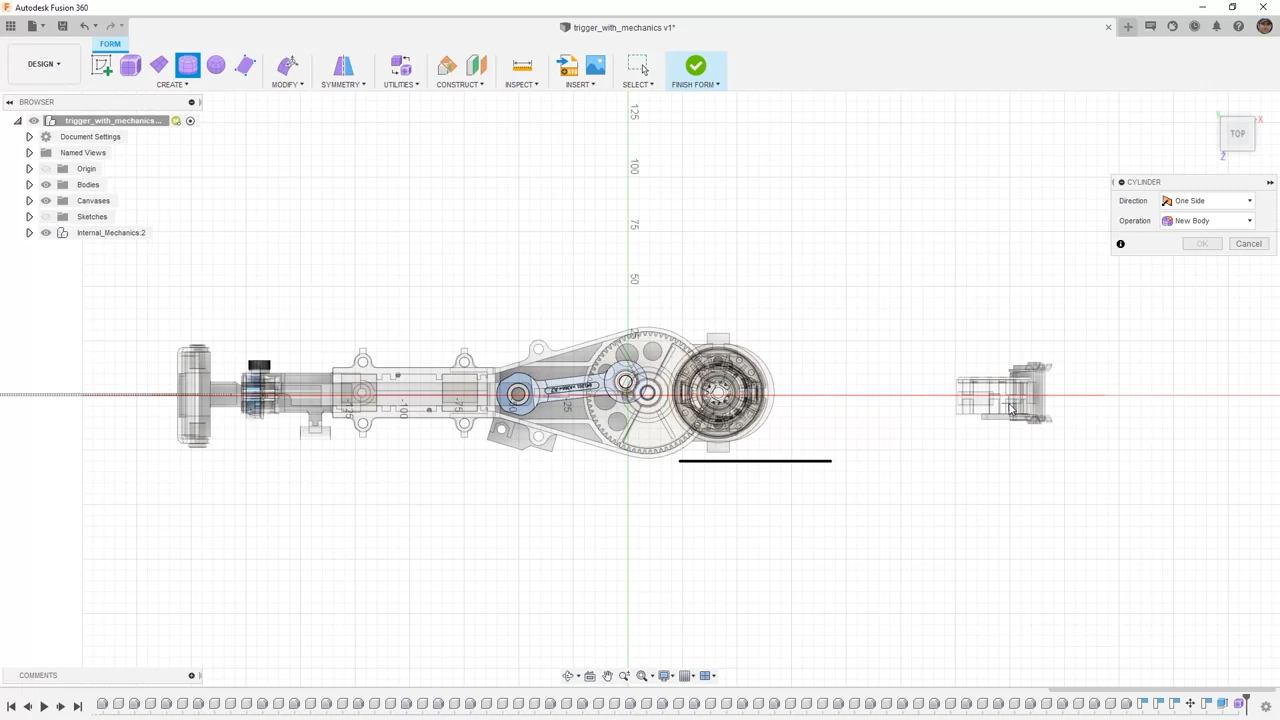 Autodesk Fusion 360
trigger_with_mechanics v1*
FORM
DESIGN
CREATE
MODIFY
SYMMETRY
UTILITIES
CONSTRUCT
INSPECT
INSERT
SELECT
FINISH FORM
BROWSER
trigger_with_mechanics...
Document Settings
Named Views
Origin
Bodies
Canvases
Sketches
Internal_Mechanics:2
125
100
75
50
TOP
X
Z
CYLINDER
Direction
One Side
Operation
New Body
OK
Cancel
-100
-25
COMMENTS